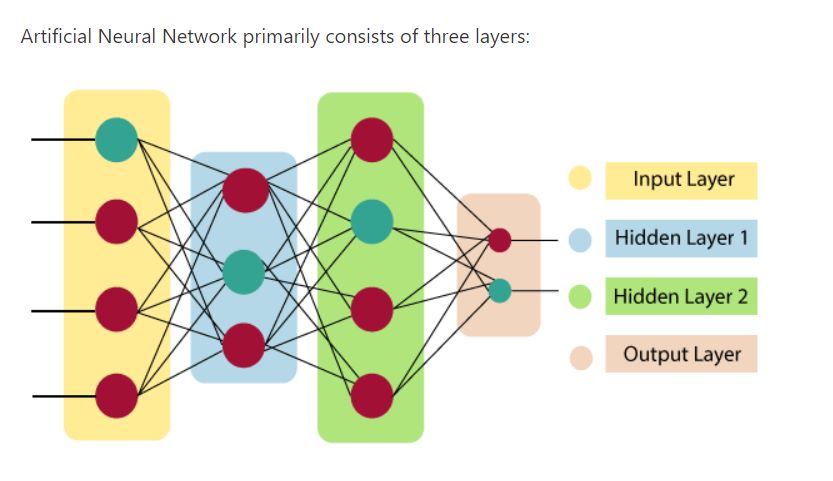 Artificial Neural Network primarily consists of three layers:
Input Layer
Hidden Layer 1
Hidden Layer 2
Output Layer